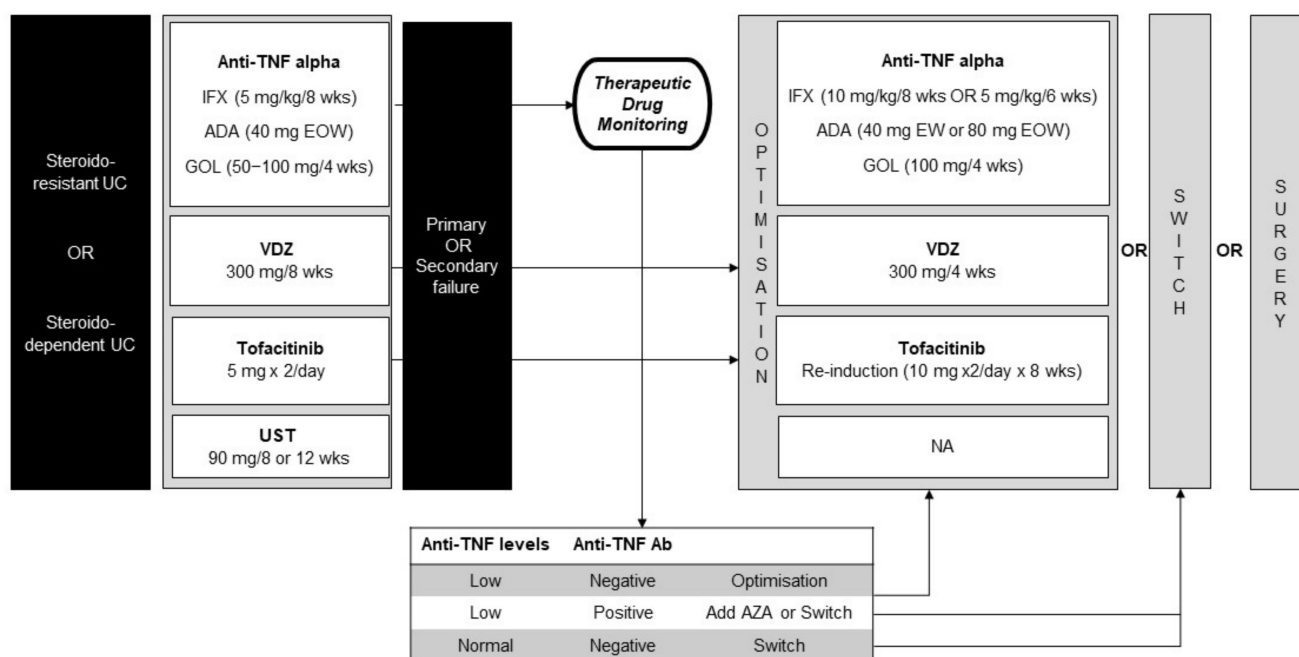 Steroido-
resistant UC
OR
Steroido-
dependent UC
Anti-TNF alpha
IFX (5 mg/kg/8 wks)
ADA (40 mg EOW)
GOL (50−100 mg/4 wks)
VDZ
300 mg/8 wks
Tofacitinib
5 mg x 2/day
UST
90 mg/8 or 12 wks
Primary
OR
Secondary
failure
Therapeutic
Drug
Monitoring
OPTIMISATION
Anti-TNF alpha
IFX (10 mg/kg/8 wks OR 5 mg/kg/6 wks)
ADA (40 mg EW or 80 mg EOW)
GOL (100 mg/4 wks)
VDZ
300 mg/4 wks
Tofacitinib
Re-induction (10 mg x2/day x 8 wks)
NA
OR
SWITCH
OR
SURGERY
Anti-TNF levels Anti-TNF Ab
Low Negative Optimisation
Low Positive Add AZA or Switch
Normal Negative Switch